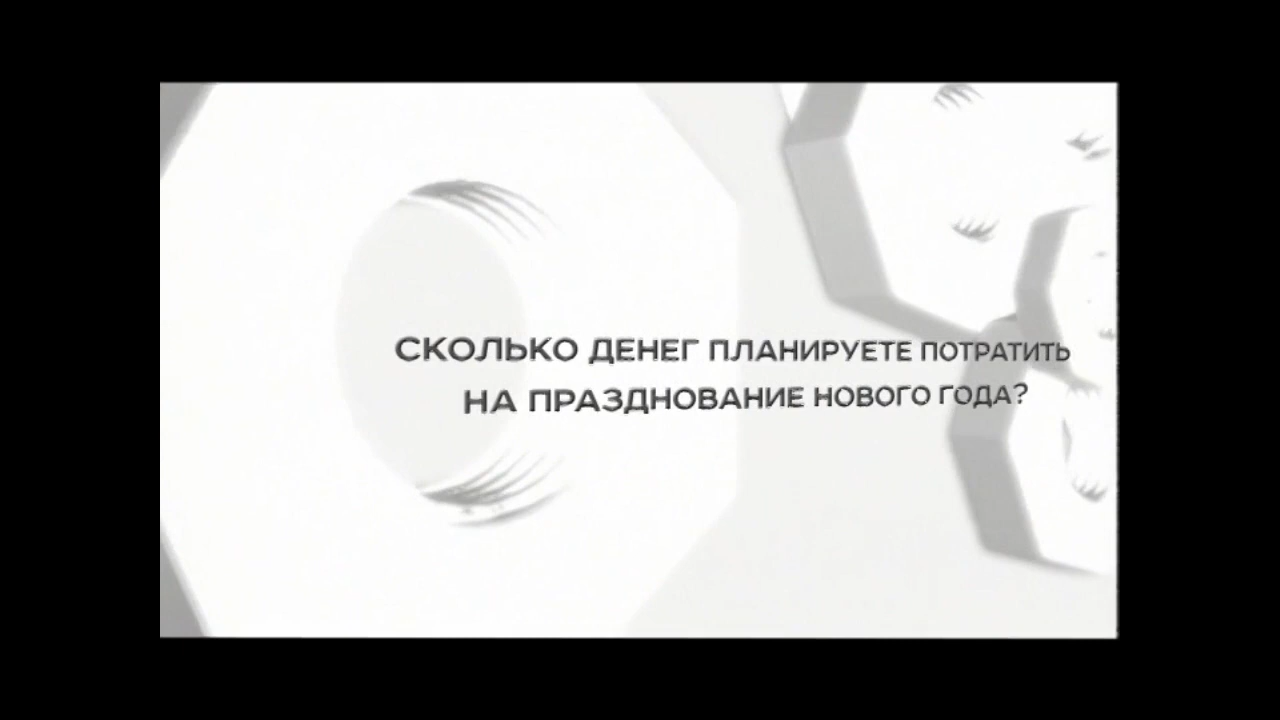 СКОЛЬКО ДЕНЕГ ПЛАНИРУЕТЕ ПОТРАТИТЬ
НА ПРАЗДНОВАНИЕ НОВОГО ГОДА?